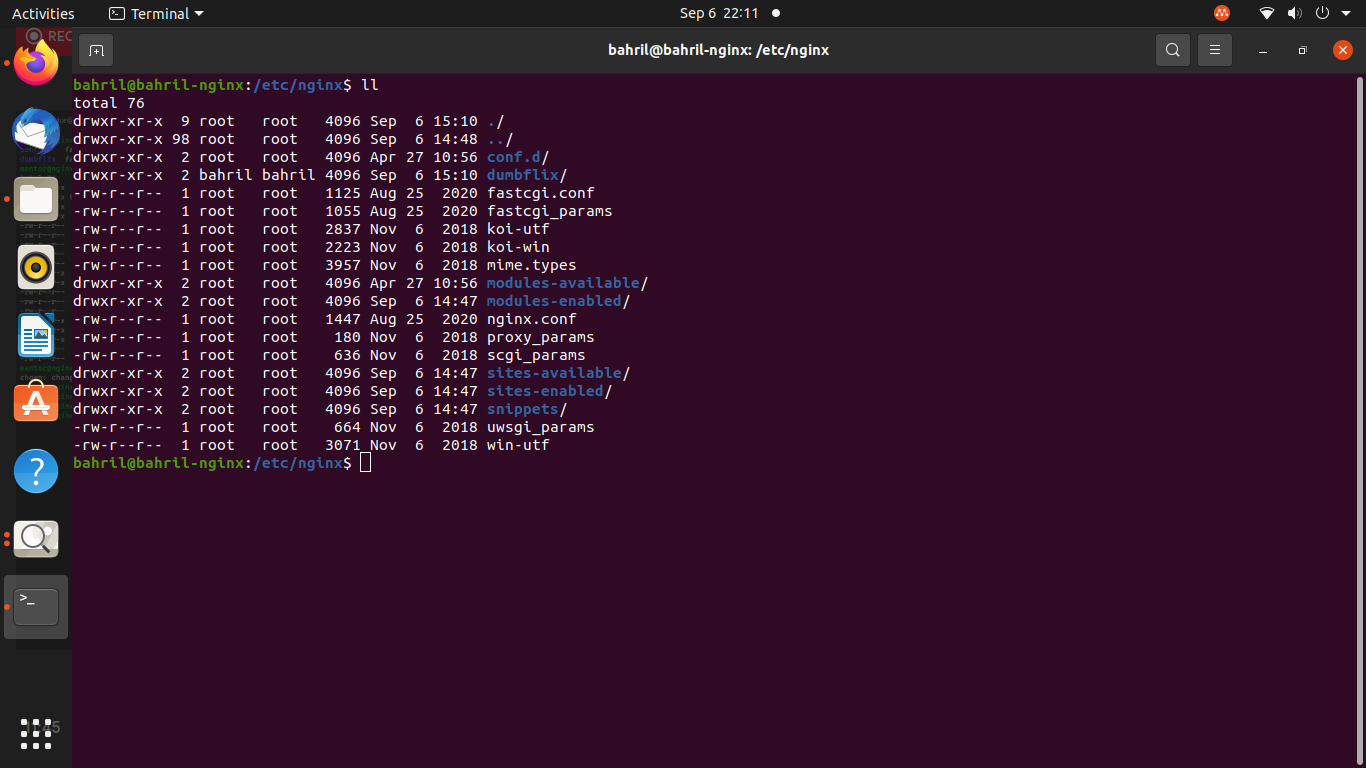 Activities Terminal Sep 6 22:11
REC
bahril@bahril-nginx: /etc/nginx
bahril@bahril-nginx:/etc/nginx$ ll
total 76
drwxr-xr-x  9 root   root   4096 Sep  6 15:10 ./
drwxr-xr-x 98 root   root   4096 Sep  6 14:48 ../
drwxr-xr-x  2 root   root   4096 Apr 27 10:56 conf.d/
drwxr-xr-x  2 bahril bahril 4096 Sep  6 15:10 dumbflix/
-rw-r--r--  1 root   root   1125 Aug 25  2020 fastcgi.conf
-rw-r--r--  1 root   root   1055 Aug 25  2020 fastcgi_params
-rw-r--r--  1 root   root   2837 Nov  6  2018 koi-utf
-rw-r--r--  1 root   root   2223 Nov  6  2018 koi-win
-rw-r--r--  1 root   root   3957 Nov  6  2018 mime.types
drwxr-xr-x  2 root   root   4096 Apr 27 10:56 modules-available/
drwxr-xr-x  2 root   root   4096 Sep  6 14:47 modules-enabled/
-rw-r--r--  1 root   root   1447 Aug 25  2020 nginx.conf
-rw-r--r--  1 root   root    180 Nov  6  2018 proxy_params
-rw-r--r--  1 root   root    636 Nov  6  2018 scgi_params
drwxr-xr-x  2 root   root   4096 Sep  6 14:47 sites-available/
drwxr-xr-x  2 root   root   4096 Sep  6 14:47 sites-enabled/
drwxr-xr-x  2 root   root   4096 Sep  6 14:47 snippets/
-rw-r--r--  1 root   root    664 Nov  6  2018 uwsgi_params
-rw-r--r--  1 root   root   3071 Nov  6  2018 win-utf
bahril@bahril-nginx:/etc/nginx$